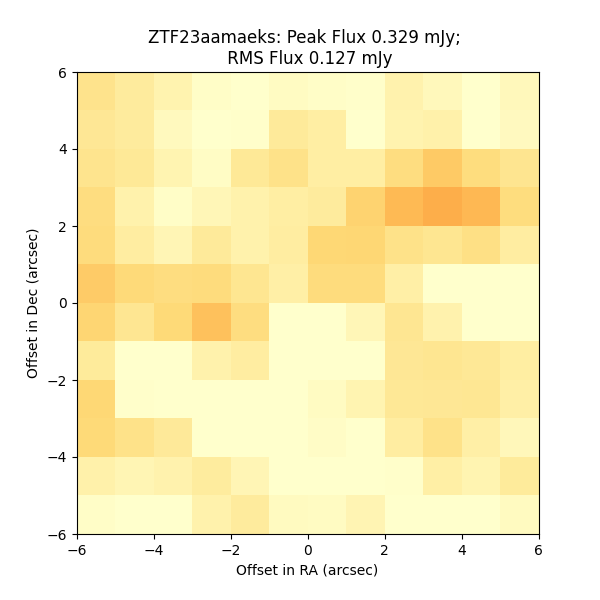 ZTF23aamaeks: Peak Flux 0.329 mJy;
RMS Flux 0.127 mJy
6
4
2
0
−2
−4
−6
Offset in Dec (arcsec)
−6 −4 −2 0 2 4 6
Offset in RA (arcsec)